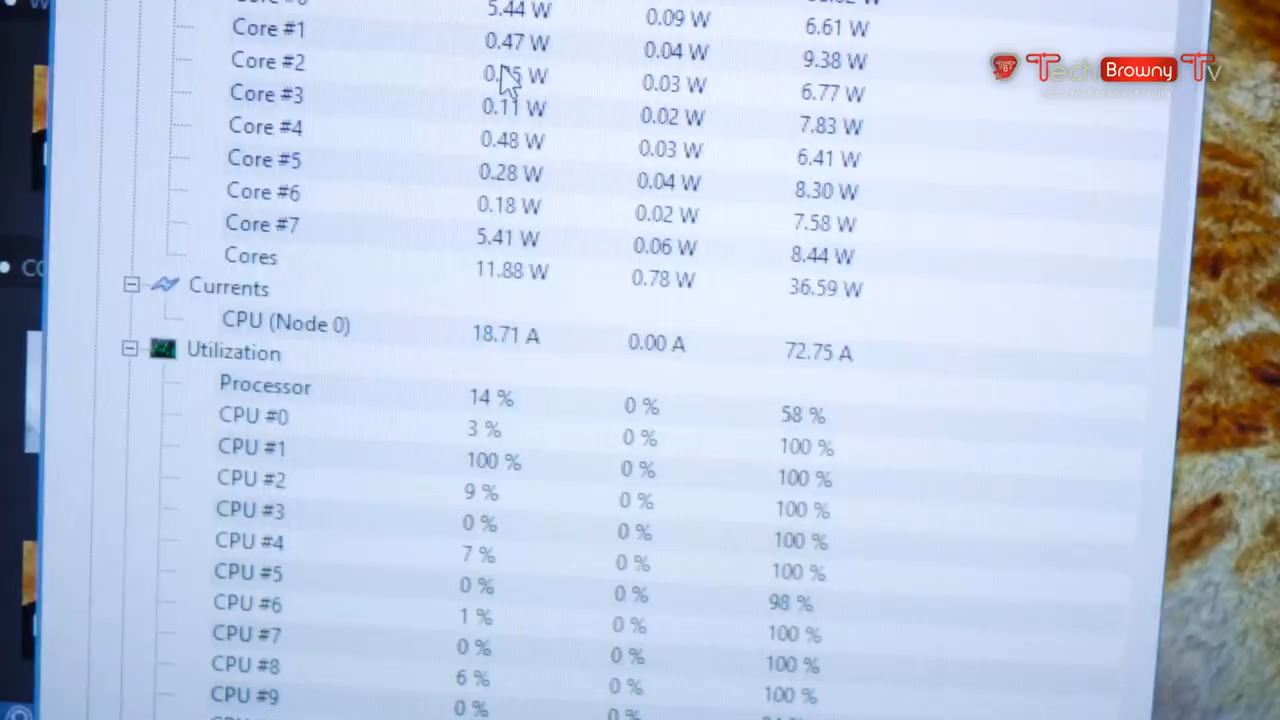 5.44 W 0.09 W 6.61 W
Core #1 0.47 W 0.04 W 9.38 W
Core #2 W 0.03 W 6.77 W
Core #3 0.11 W 0.02 W 7.83 W
Core #4 0.48 W 0.03 W 6.41 W
Core #5 0.28 W 0.04 W 8.30 W
Core #6 0.18 W 0.02 W 7.58 W
Core #7 5.41 W 0.06 W 8.44 W
Cores 11.88 W 0.78 W 36.59 W
Currents
CPU (Node 0) 18.71 A 0.00 A 72.75 A
Utilization
Processor 14 % 0 % 58 %
CPU #0 3 % 0 % 100 %
CPU #1 100 % 0 % 100 %
CPU #2 9 % 0 % 100 %
CPU #3 0 % 0 % 100 %
CPU #4 7 % 0 % 100 %
CPU #5 0 % 0 % 98 %
CPU #6 1 % 0 % 100 %
CPU #7 0 % 0 % 100 %
CPU #8 6 % 0 % 100 %
CPU #9 0 % 0 %
Tech Browny Tv